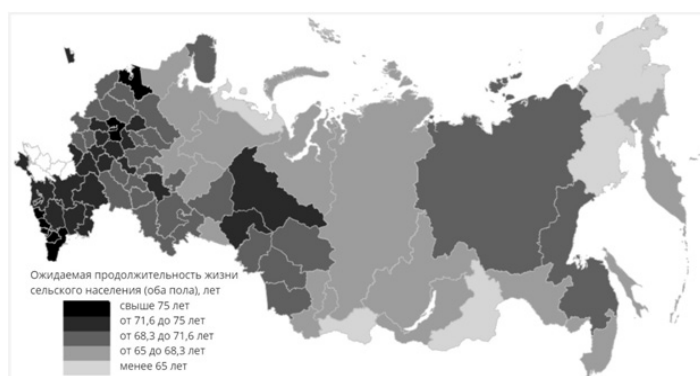 Ожидаемая продолжительность жизни
сельского населения (оба пола), лет
свыше 75 лет
от 71,6 до 75 лет
от 68,3 до 71,6 лет
от 65 до 68,3 лет
менее 65 лет